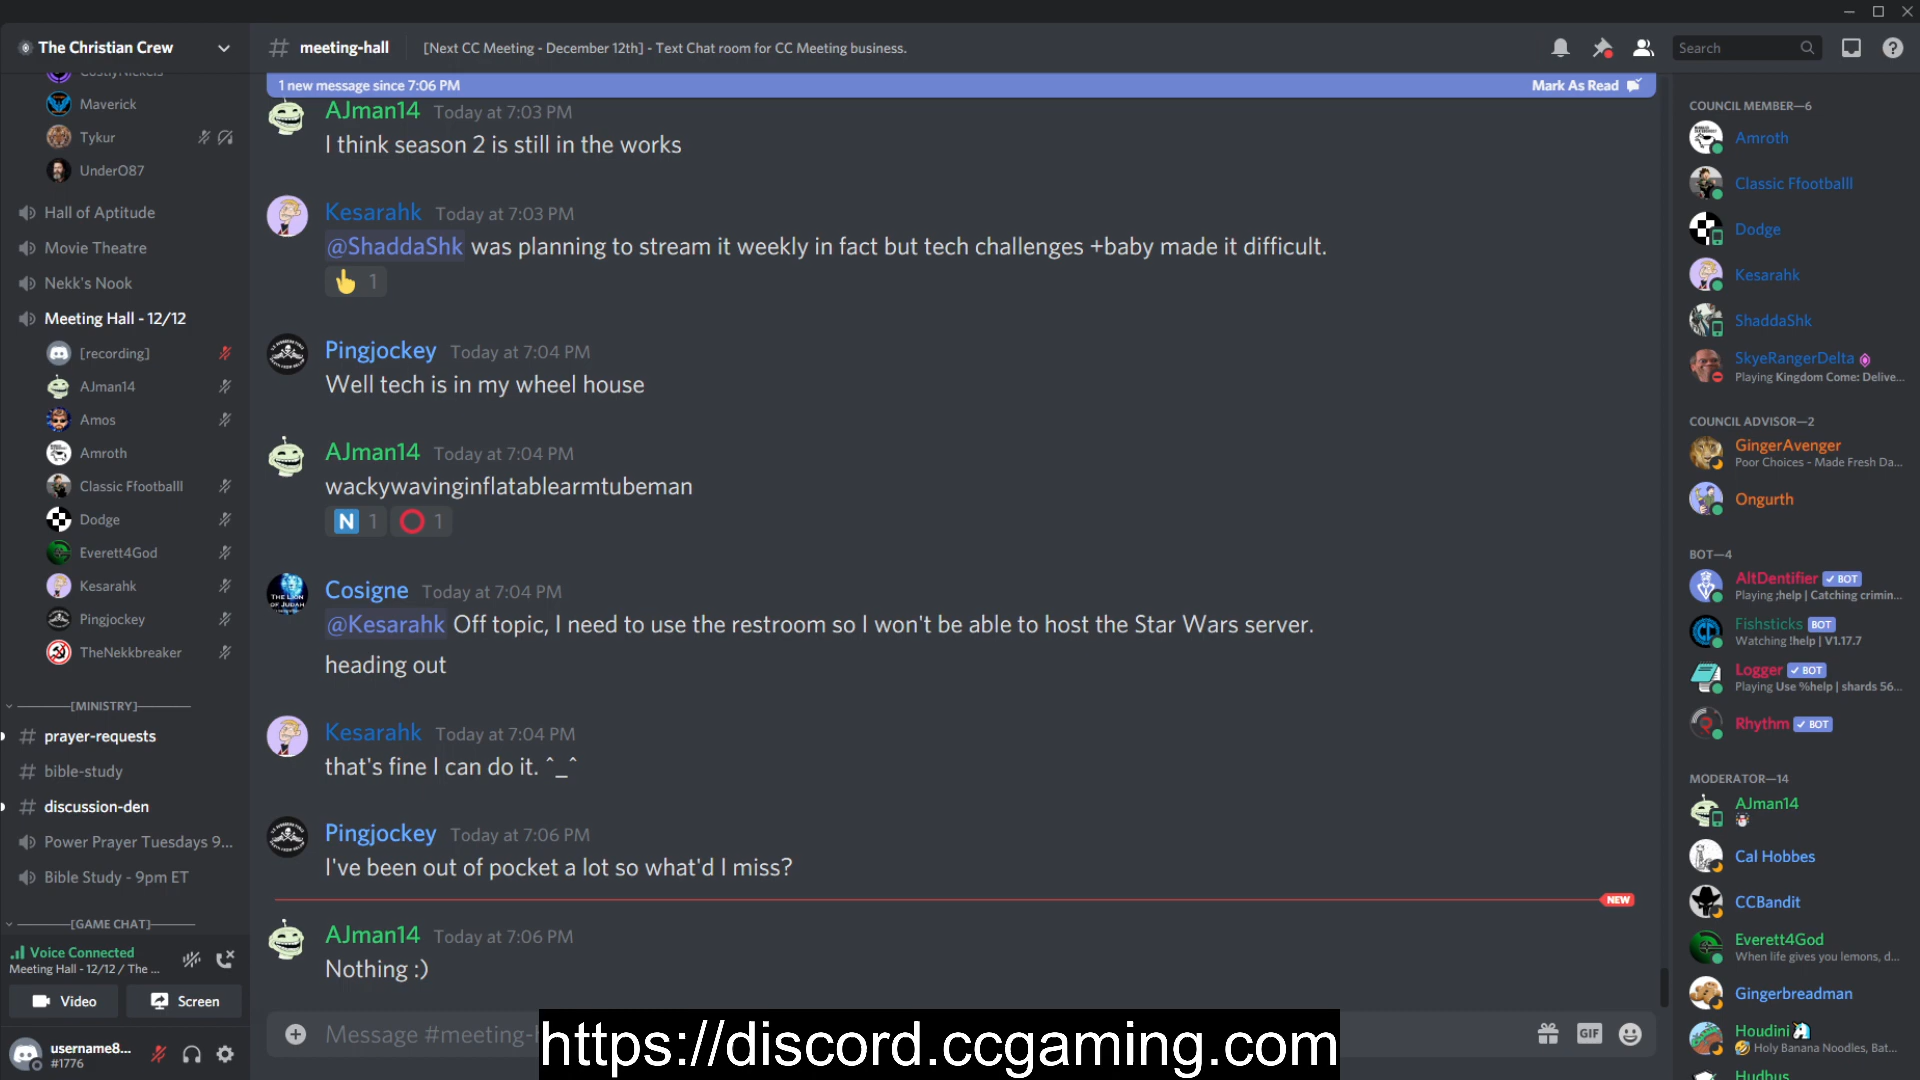 The Christian Crew
meeting-hall
[Next CC Meeting - December 12th] - Text Chat room for CC Meeting business.
Search
CostlyNickels
Maverick
Tykur
UnderO87
Hall of Aptitude
Movie Theatre
Nekk's Nook
Meeting Hall - 12/12
[recording]
AJman14
Amos
Amroth
Classic Ffootballl
Dodge
Everett4God
Kesarahk
Pingjockey
TheNekkbreaker
[MINISTRY]
prayer-requests
bible-study
discussion-den
Power Prayer Tuesdays 9...
Bible Study - 9pm ET
[GAME CHAT]
Voice Connected
Meeting Hall - 12/12 / The ...
Video
Screen
username8...
#1776
1 new message since 7:06 PM
Mark As Read
AJman14 Today at 7:03 PM
I think season 2 is still in the works
Kesarahk Today at 7:03 PM
@ShaddaShk was planning to stream it weekly in fact but tech challenges +baby made it difficult.
1
Pingjockey Today at 7:04 PM
Well tech is in my wheel house
AJman14 Today at 7:04 PM
wackywavinginflatablearmtubeman
N 1 1
Cosigne Today at 7:04 PM
@Kesarahk Off topic, I need to use the restroom so I won't be able to host the Star Wars server.
heading out
Kesarahk Today at 7:04 PM
that's fine I can do it. ^_^
Pingjockey Today at 7:06 PM
I've been out of pocket a lot so what'd I miss?
NEW
AJman14 Today at 7:06 PM
Nothing :)
Message #meeting-
https://discord.ccgaming.com
GIF
COUNCIL MEMBER—6
Amroth
Classic Ffootballl
Dodge
Kesarahk
ShaddaShk
SkyeRangerDelta
Playing Kingdom Come: Delive...
COUNCIL ADVISOR—2
GingerAvenger
Poor Choices - Made Fresh Da...
Ongurth
BOT—4
AltDentifier BOT
Playing ;help | Catching crimin...
Fishsticks BOT
Watching !help | V1.17.7
Logger BOT
Playing Use %help | shards 56...
Rhythm BOT
MODERATOR—14
AJman14
Cal Hobbes
CCBandit
Everett4God
When life gives you lemons, d...
Gingerbreadman
Houdini
Holy Banana Noodles, Bat...
Hudbus